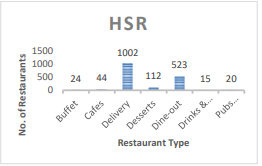 HSR
No. of Restaurants
1500
1000
500
0
24 44 1002 112 523 15 20
Buffet Cafes Delivery Desserts Dine-out Drinks &... Pubs...
Restaurant Type